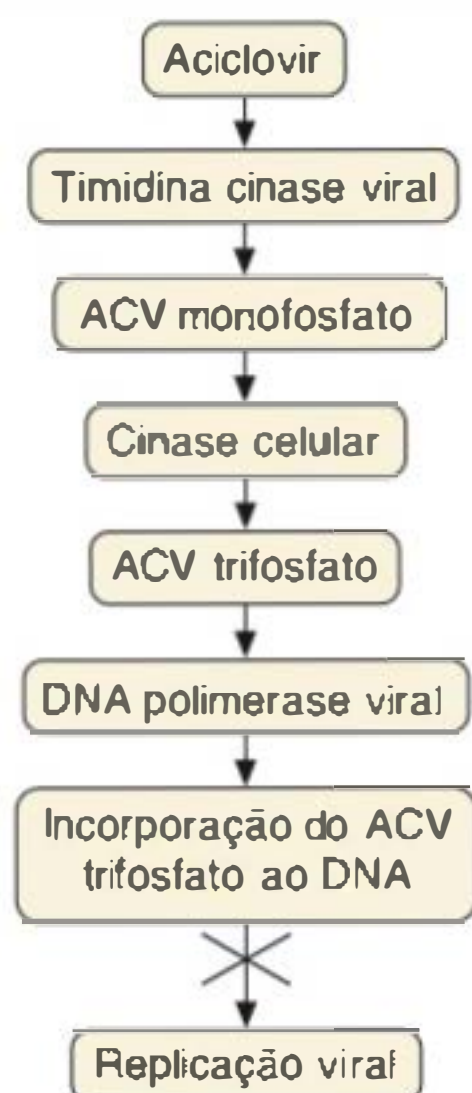 Aciclovir
Timidina cinase viral
ACV monofosfato
Cinase celular
ACV trifosfato
DNA polimerase viral
Incorporação do ACV
trifosfato ao DNA
Replicação viral